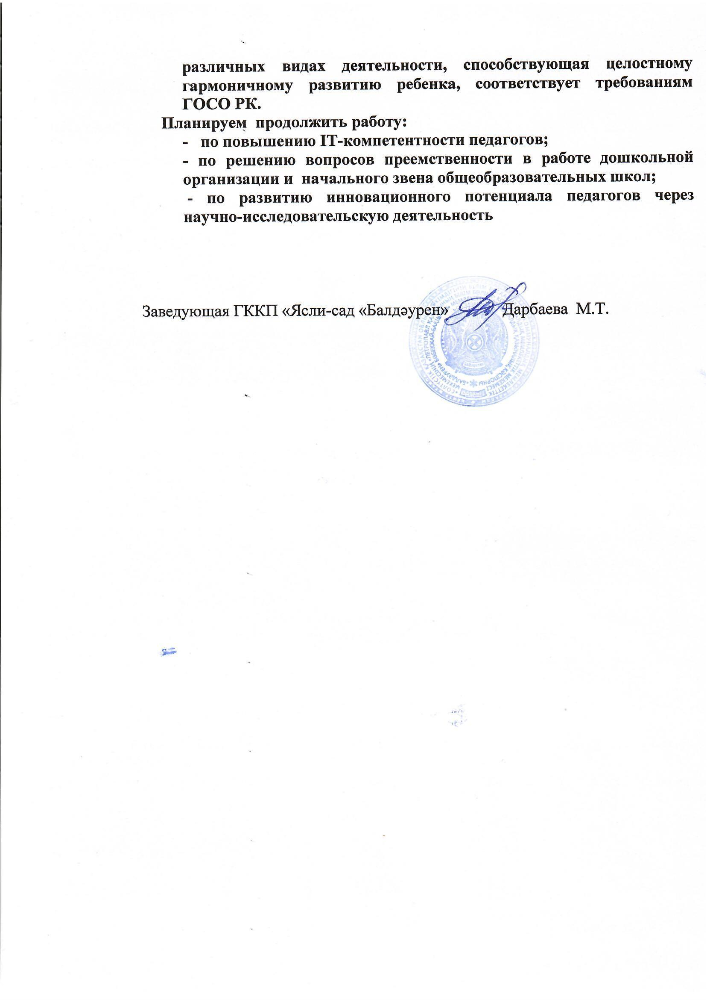 различных видах деятельности, способствующая целостному
гармоничному развитию ребенка, соответствует требованиям
ГОСО РК.
Планируем продолжить работу:
- по повышению IT-компетентности педагогов;
- по решению вопросов преемственности в работе дошкольной
организации и начального звена общеобразовательных школ;
- по развитию инновационного потенциала педагогов через
научно-исследовательскую деятельность
Заведующая ГККП «Ясли-сад «Балдәурен» Дарбаева М.Т.